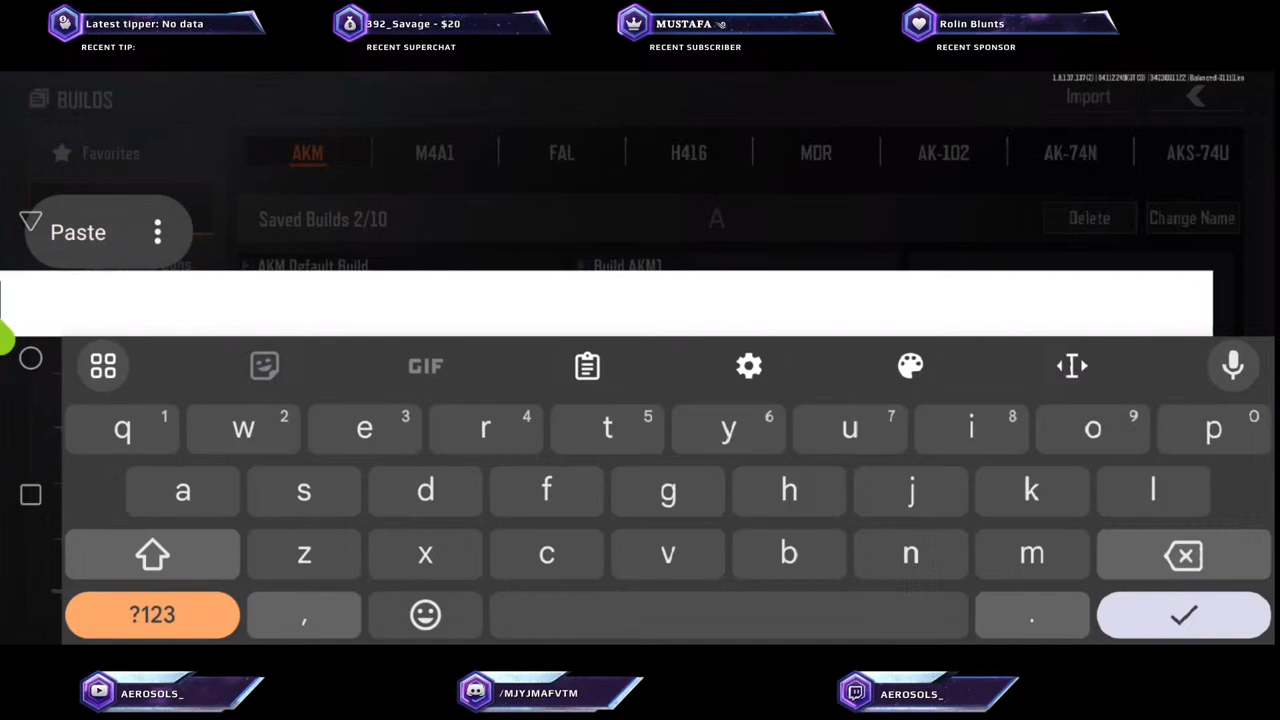 Latest tipper: No data
RECENT TIP:
392_Savage - $20
RECENT SUPERCHAT
MUSTAFA
RECENT SUBSCRIBER
Rolin Blunts
RECENT SPONSOR
BUILDS
Import
Favorites
AKM
M4A1
FAL
H416
MDR
AK-102
AK-74N
AKS-74U
Saved Builds 2/10
A
Delete
Change Name
Paste
AKM Default Build
Build AKM1
GIF
q 1 w 2 e 3 r 4 t 5 y 6 u 7 i 8 o 9 p 0
a s d f g h j k l
z x c v b n m
?123 , .
AEROSOLS_
/MJYJMAFVTM
AEROSOLS_